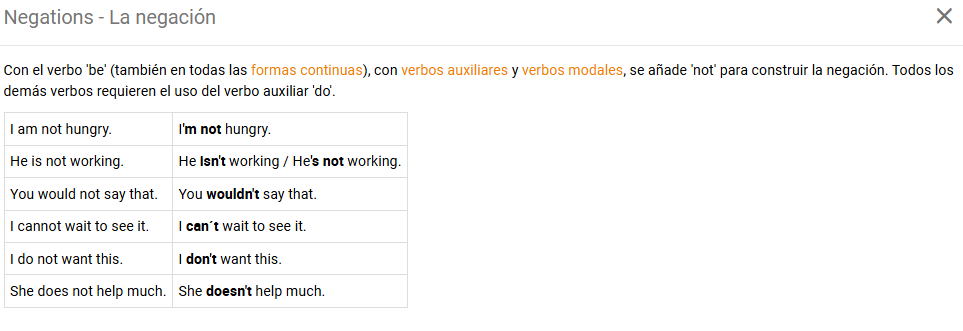 Negations - La negación
Con el verbo 'be' (también en todas las formas continuas), con verbos auxiliares y verbos modales, se añade 'not' para construir la negación. Todos los
demás verbos requieren el uso del verbo auxiliar 'do'.
I am not hungry. I'm not hungry.
He is not working. He isn't working / He's not working.
You would not say that. You wouldn't say that.
I cannot wait to see it. I can´t wait to see it.
I do not want this. I don't want this.
She does not help much. She doesn't help much.